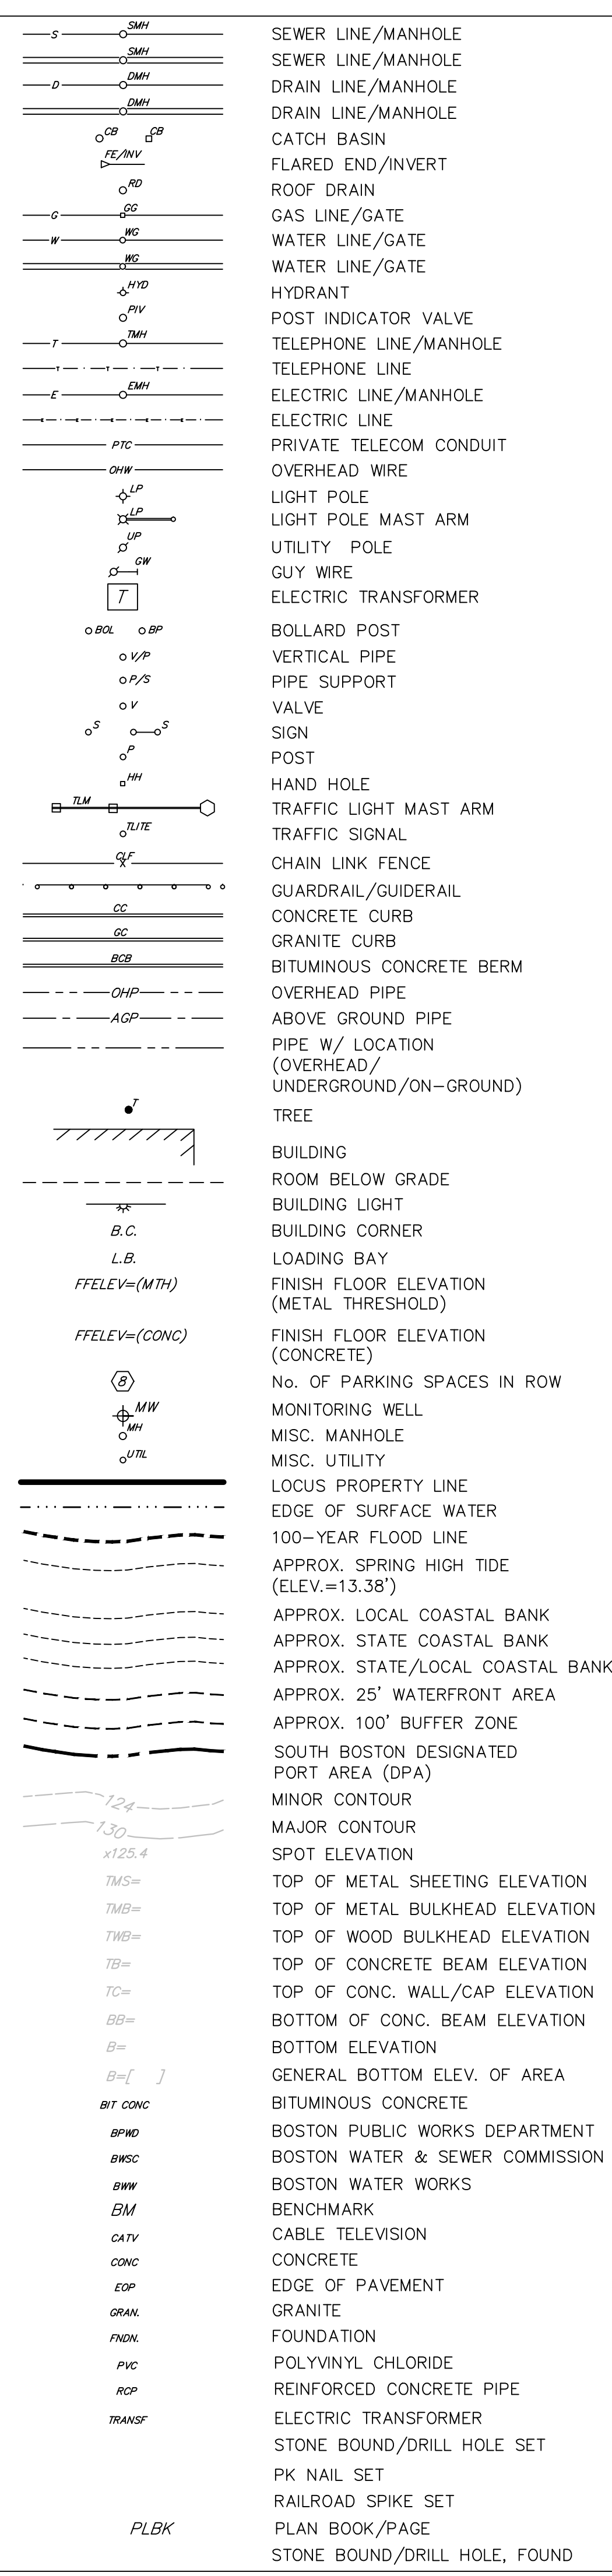 S SMH SEWER LINE/MANHOLE
SMH SEWER LINE/MANHOLE
D DMH DRAIN LINE/MANHOLE
DMH DRAIN LINE/MANHOLE
CB CB CATCH BASIN
FE/INV FLARED END/INVERT
RD ROOF DRAIN
G GG GAS LINE/GATE
W WG WATER LINE/GATE
WG WATER LINE/GATE
HYD HYDRANT
PIV POST INDICATOR VALVE
T TMH TELEPHONE LINE/MANHOLE
T T T TELEPHONE LINE
E EMH ELECTRIC LINE/MANHOLE
E E E E E ELECTRIC LINE
PTC PRIVATE TELECOM CONDUIT
OHW OVERHEAD WIRE
LP LIGHT POLE
LP LIGHT POLE MAST ARM
UP UTILITY POLE
GW GUY WIRE
T ELECTRIC TRANSFORMER
BOL BP BOLLARD POST
V/P VERTICAL PIPE
P/S PIPE SUPPORT
V VALVE
S S SIGN
P POST
HH HAND HOLE
TLM TRAFFIC LIGHT MAST ARM
TLITE TRAFFIC SIGNAL
CLF X CHAIN LINK FENCE
GUARDRAIL/GUIDERAIL
CC CONCRETE CURB
GC GRANITE CURB
BCB BITUMINOUS CONCRETE BERM
OHP OVERHEAD PIPE
AGP ABOVE GROUND PIPE
PIPE W/ LOCATION
(OVERHEAD/
UNDERGROUND/ON-GROUND)
T TREE
BUILDING
ROOM BELOW GRADE
BUILDING LIGHT
B.C. BUILDING CORNER
L.B. LOADING BAY
FFELEV=(MTH) FINISH FLOOR ELEVATION
(METAL THRESHOLD)
FFELEV=(CONC) FINISH FLOOR ELEVATION
(CONCRETE)
8 No. OF PARKING SPACES IN ROW
MW MONITORING WELL
MH MISC. MANHOLE
UTIL MISC. UTILITY
LOCUS PROPERTY LINE
EDGE OF SURFACE WATER
100-YEAR FLOOD LINE
APPROX. SPRING HIGH TIDE
(ELEV.=13.38')
APPROX. LOCAL COASTAL BANK
APPROX. STATE COASTAL BANK
APPROX. STATE/LOCAL COASTAL BANK
APPROX. 25' WATERFRONT AREA
APPROX. 100' BUFFER ZONE
SOUTH BOSTON DESIGNATED
PORT AREA (DPA)
124 MINOR CONTOUR
130 MAJOR CONTOUR
x125.4 SPOT ELEVATION
TMS= TOP OF METAL SHEETING ELEVATION
TMB= TOP OF METAL BULKHEAD ELEVATION
TWB= TOP OF WOOD BULKHEAD ELEVATION
TB= TOP OF CONCRETE BEAM ELEVATION
TC= TOP OF CONC. WALL/CAP ELEVATION
BB= BOTTOM OF CONC. BEAM ELEVATION
B= BOTTOM ELEVATION
B=[ ] GENERAL BOTTOM ELEV. OF AREA
BIT CONC BITUMINOUS CONCRETE
BPWD BOSTON PUBLIC WORKS DEPARTMENT
BWSC BOSTON WATER & SEWER COMMISSION
BWW BOSTON WATER WORKS
BM BENCHMARK
CATV CABLE TELEVISION
CONC CONCRETE
EOP EDGE OF PAVEMENT
GRAN. GRANITE
FNDN. FOUNDATION
PVC POLYVINYL CHLORIDE
RCP REINFORCED CONCRETE PIPE
TRANSF ELECTRIC TRANSFORMER
STONE BOUND/DRILL HOLE SET
PK NAIL SET
RAILROAD SPIKE SET
PLBK PLAN BOOK/PAGE
STONE BOUND/DRILL HOLE, FOUND